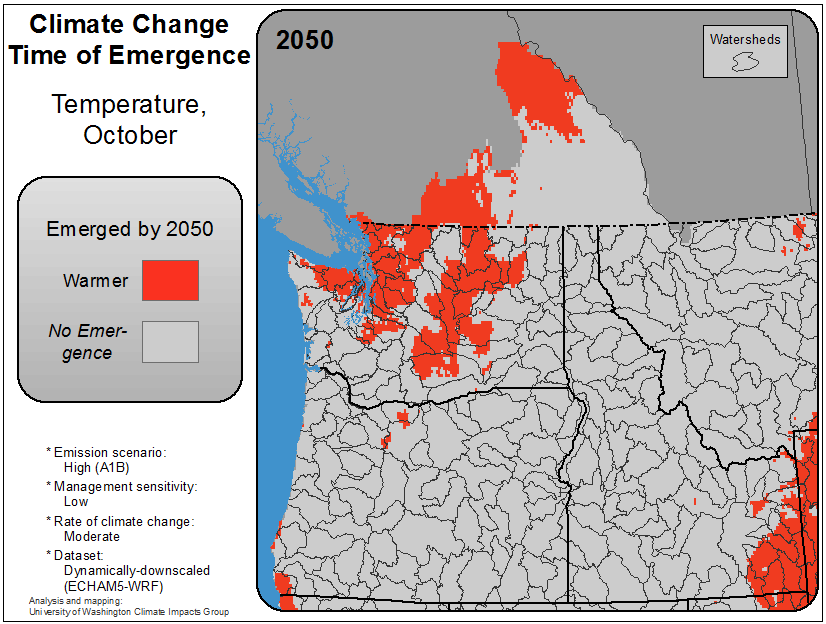 Climate Change
Time of Emergence
Temperature,
October
Emerged by 2050
Warmer
No Emer-
gence
* Emission scenario:
High (A1B)
* Management sensitivity:
Low
* Rate of climate change:
Moderate
* Dataset:
Dynamically-downscaled
(ECHAM5-WRF)
Analysis and mapping:
University of Washington Climate Impacts Group
2050
Watersheds